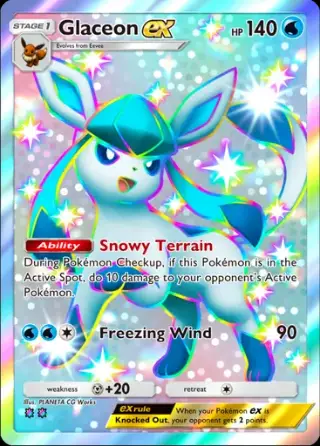 STAGE 1
Glaceon ex
HP 140
Evolves from Eevee
Ability Snowy Terrain
During Pokémon Checkup, if this Pokémon is in
the Active Spot, do 10 damage to your opponent's Active
Pokémon.
Freezing Wind 90
weakness +20 retreat
Illus. PLANETA CG Works
ex rule
When your Pokémon ex is
Knocked Out, your opponent gets 2 points.